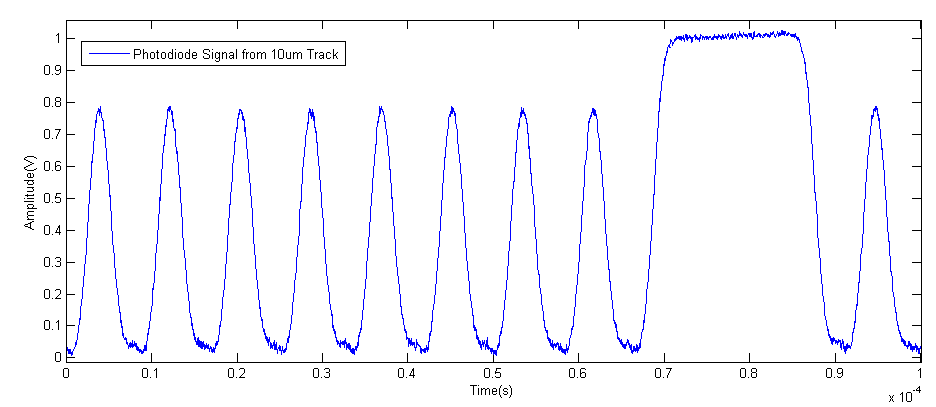 Photodiode Signal from 10um Track
Amplitude(V)
1
0.9
0.8
0.7
0.6
0.5
0.4
0.3
0.2
0.1
0
0 0.1 0.2 0.3 0.4 0.5 0.6 0.7 0.8 0.9 1
Time(s)
x 10⁻⁴